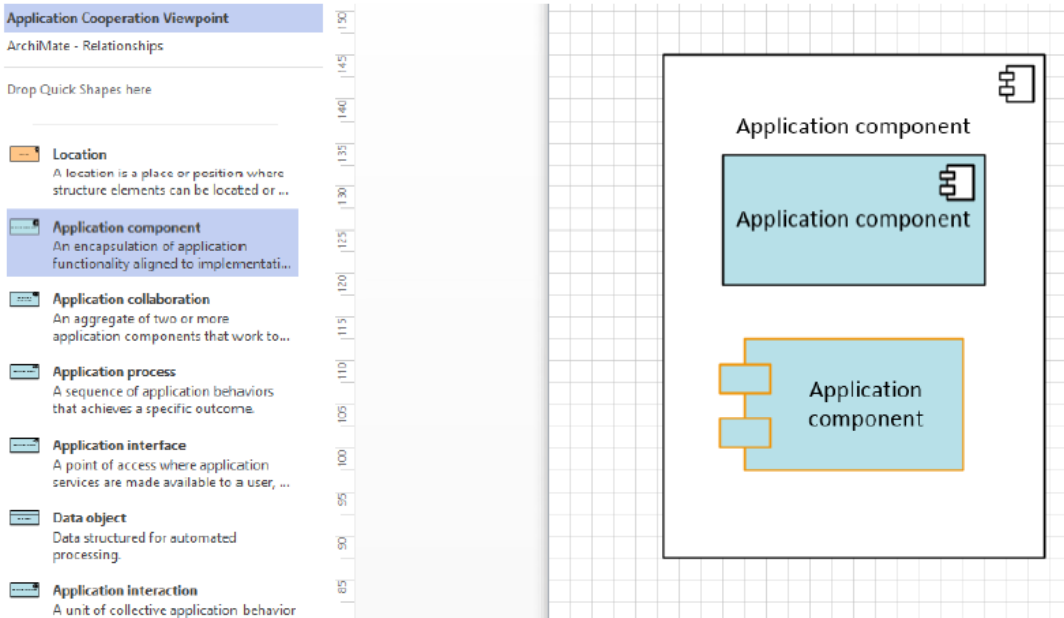 Application Cooperation Viewpoint
ArchiMate - Relationships
Drop Quick Shapes here
Location
A location is a place or position where
structure elements can be located or ...
Application component
An encapsulation of application
functionality aligned to implementati...
Application collaboration
An aggregate of two or more
application components that work to...
Application process
A sequence of application behaviors
that achieves a specific outcome.
Application interface
A point of access where application
services are made available to a user, ...
Data object
Data structured for automated
processing.
Application interaction
A unit of collective application behavior
150
145
140
135
130
125
120
115
110
105
100
95
90
85
Application component
Application component
Application
component